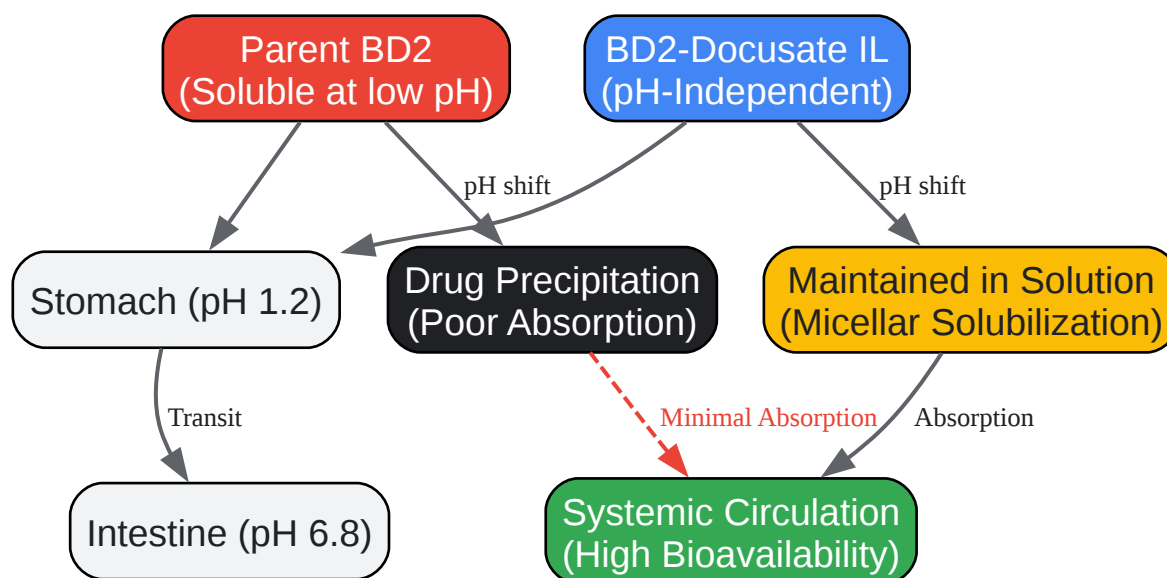 Parent BD2
(Soluble at low pH)
BD2-Docusate IL
(pH-Independent)
pH shift
pH shift
Stomach (pH 1.2)
Drug Precipitation
(Poor Absorption)
Maintained in Solution
(Micellar Solubilization)
Transit
Minimal Absorption
Absorption
Intestine (pH 6.8)
Systemic Circulation
(High Bioavailability)